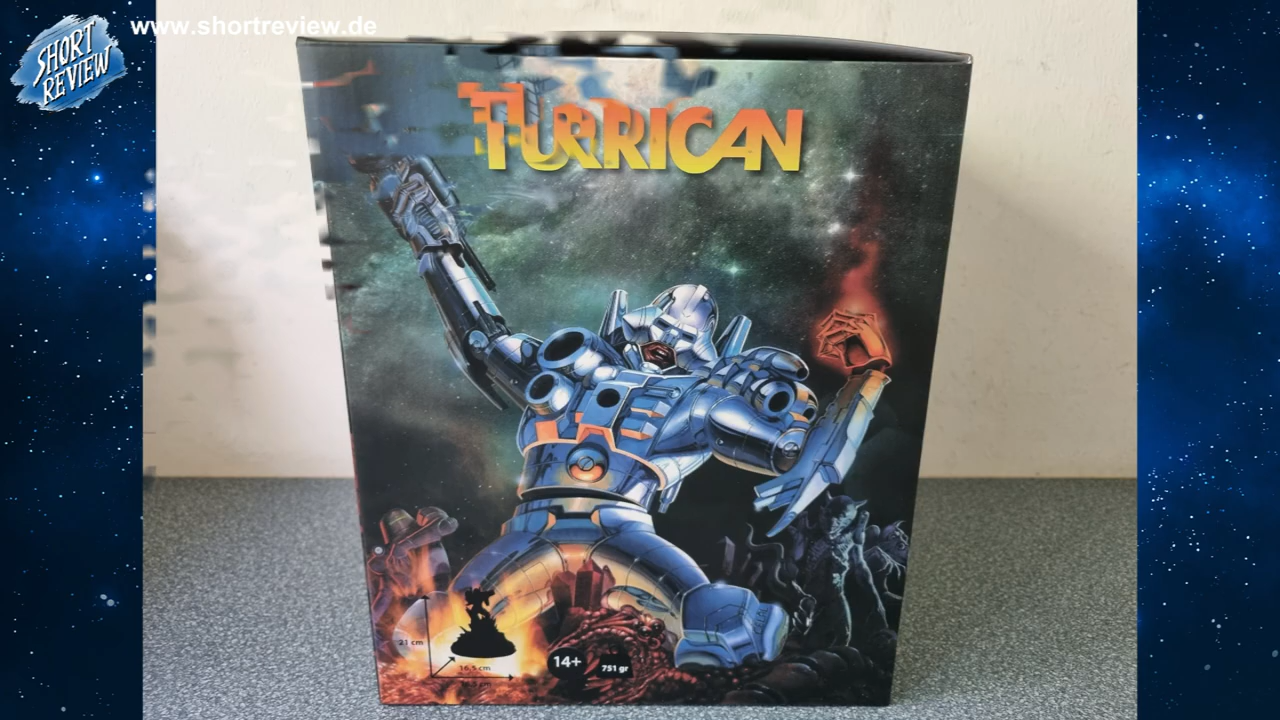 www.shortreview.de
SHORT
REVIEW
TURRICAN
21 cm
16,5 cm
14+
751 gr